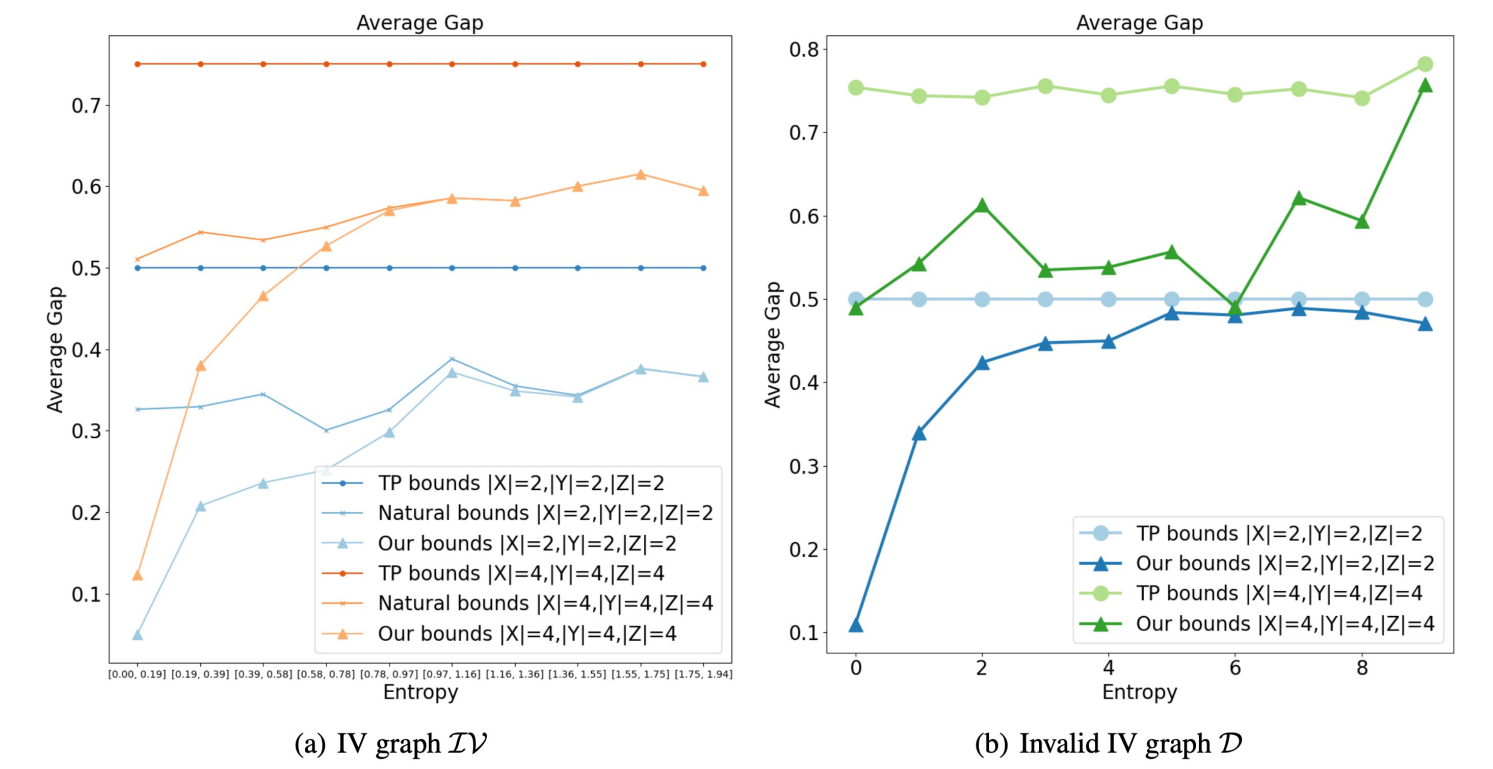 Average Gap
Average Gap
0.7
0.6
0.5
0.4
0.3
0.2
0.1
[0.00, 0.19] [0.19, 0.39] [0.39, 0.58] [0.58, 0.78] [0.78, 0.97] [0.97, 1.16] [1.16, 1.36] [1.36, 1.55] [1.55, 1.75] [1.75, 1.94]
Entropy
TP bounds |X|=2,|Y|=2,|Z|=2
Natural bounds |X|=2,|Y|=2,|Z|=2
Our bounds |X|=2,|Y|=2,|Z|=2
TP bounds |X|=4,|Y|=4,|Z|=4
Natural bounds |X|=4,|Y|=4,|Z|=4
Our bounds |X|=4,|Y|=4,|Z|=4
(a) IV graph 𝓘𝓥
Average Gap
Average Gap
0.8
0.7
0.6
0.5
0.4
0.3
0.2
0.1
0 2 4 6 8
Entropy
TP bounds |X|=2,|Y|=2,|Z|=2
Our bounds |X|=2,|Y|=2,|Z|=2
TP bounds |X|=4,|Y|=4,|Z|=4
Our bounds |X|=4,|Y|=4,|Z|=4
(b) Invalid IV graph 𝓓